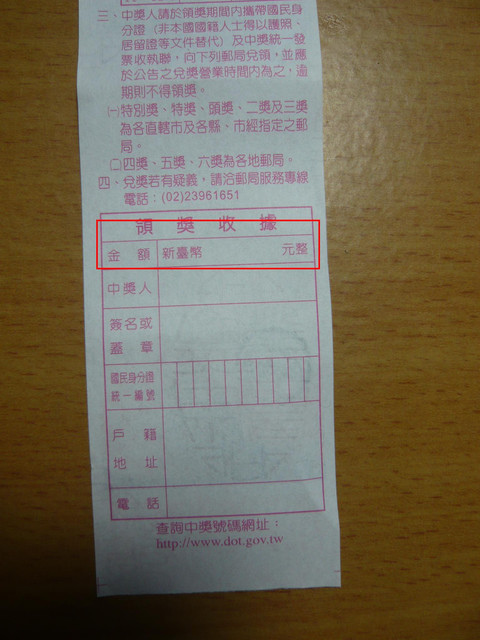 三、中獎人請於領獎期間內攜帶國民身
分證（非本國國籍人士得以護照、
居留證等文件替代）及中獎統一發
票收執聯，向下列郵局兌領，並應
於公告之兌獎營業時間內為之，逾
期則不得領獎。
㈠特別獎、特獎、頭獎、二獎及三獎
為各直轄市及各縣、市經指定之郵
局。
㈡四獎、五獎、六獎為各地郵局。
四、兌獎若有疑義，請洽郵局服務專線
電話：(02)23961651
領獎收據
金額 新臺幣 元整
中獎人
簽名或
蓋章
國民身分證
統一編號
戶籍
地址
電話
查詢中獎號碼網址：
http://www.dot.gov.tw